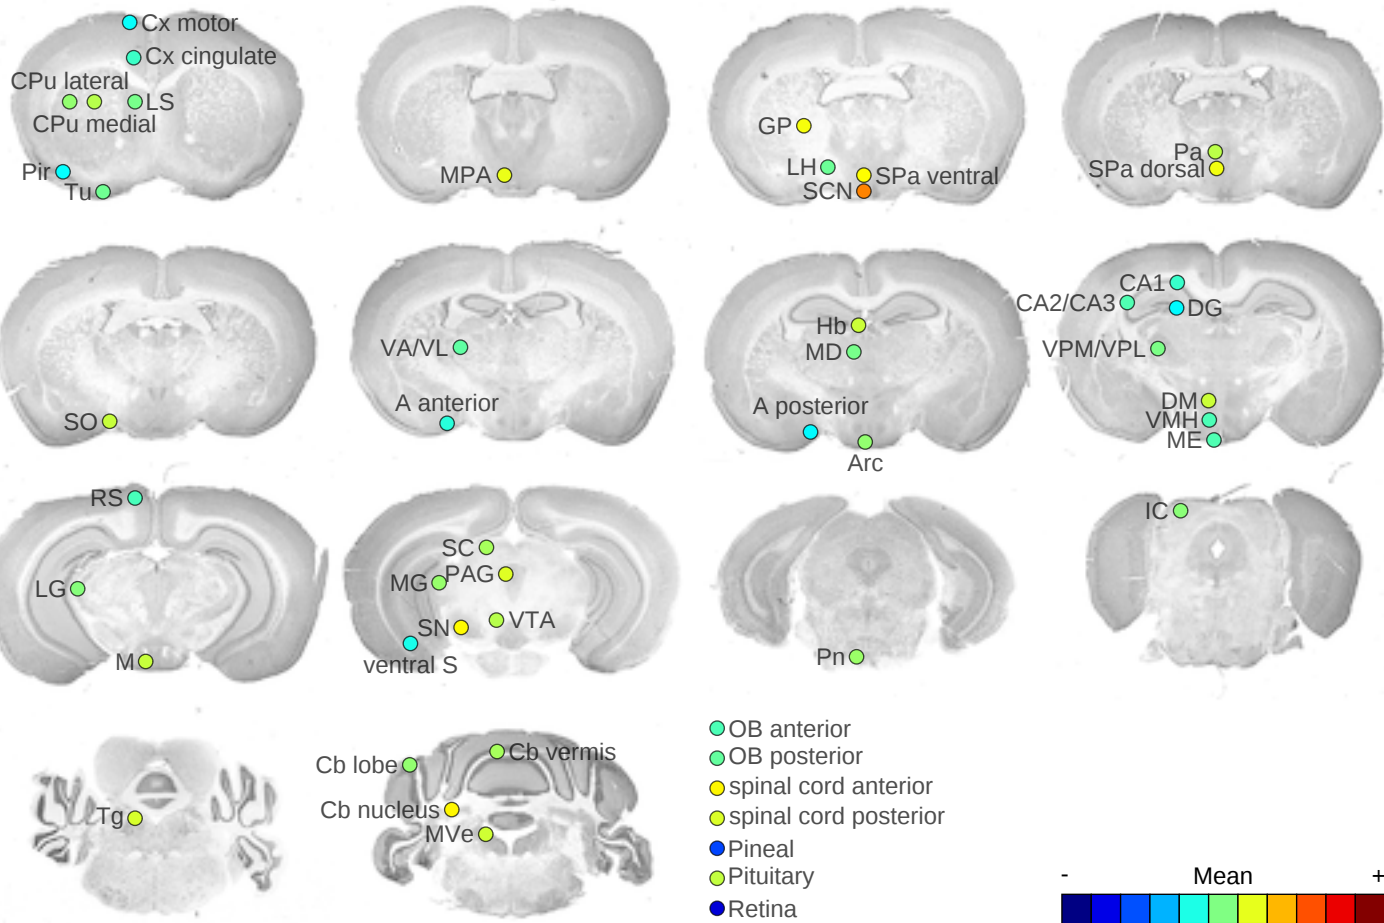 Cx motor
Cx cingulate
CPu lateral
LS
CPu medial
Pir
Tu
MPA
GP
LH
SPa ventral
SCN
Pa
SPa dorsal
SO
VA/VL
A anterior
Hb
MD
A posterior
Arc
CA1
CA2/CA3
DG
VPM/VPL
DM
VMH
ME
RS
LG
M
SC
MG
PAG
SN
VTA
ventral S
Pn
IC
Tg
Cb lobe
Cb vermis
Cb nucleus
MVe
OB anterior
OB posterior
spinal cord anterior
spinal cord posterior
Pineal
Pituitary
Retina
- Mean +